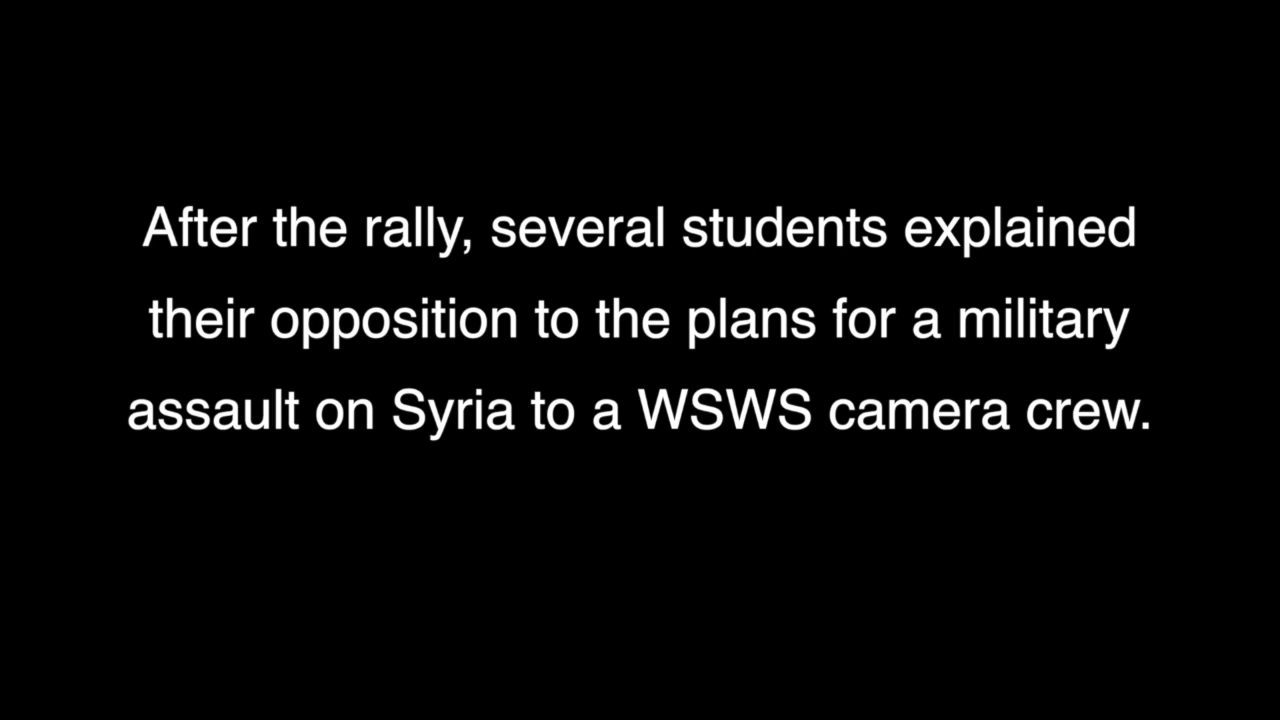 After the rally, several students explained
their opposition to the plans for a military
assault on Syria to a WSWS camera crew.